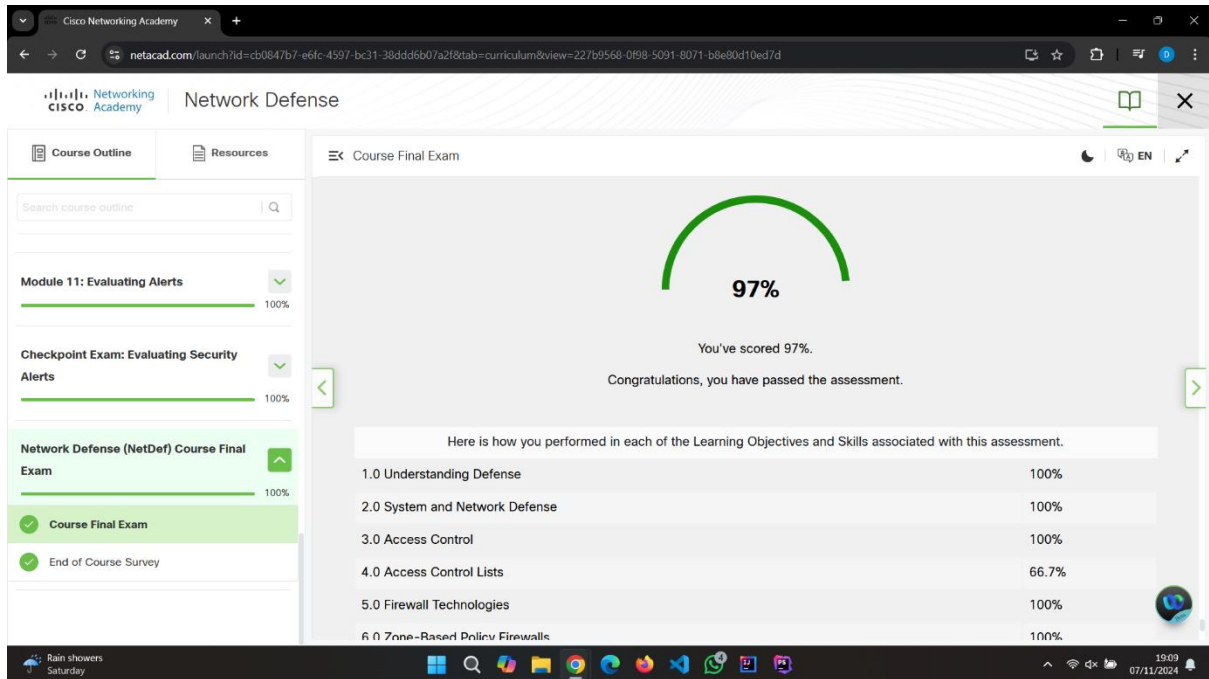 Cisco Networking Academy
netacad.com/launch?id=cb0847b7-e6fc-4597-bc31-38ddd6b07a2f&tab=curriculum&view=227b9568-0f98-5091-8071-b8e80d10ed7d
D
Networking
CISCO. Academy
Network Defense
Course Outline
Resources
Course Final Exam
EN
Search course outline
Module 11: Evaluating Alerts
100%
Checkpoint Exam: Evaluating Security
Alerts
100%
Network Defense (NetDef) Course Final
Exam
100%
Course Final Exam
End of Course Survey
97%
You've scored 97%.
Congratulations, you have passed the assessment.
Here is how you performed in each of the Learning Objectives and Skills associated with this assessment.
1.0 Understanding Defense 100%
2.0 System and Network Defense 100%
3.0 Access Control 100%
4.0 Access Control Lists 66.7%
5.0 Firewall Technologies 100%
6.0 Zone-Based Policy Firewalls 100%
Rain showers
Saturday
4
19:09
07/11/2024